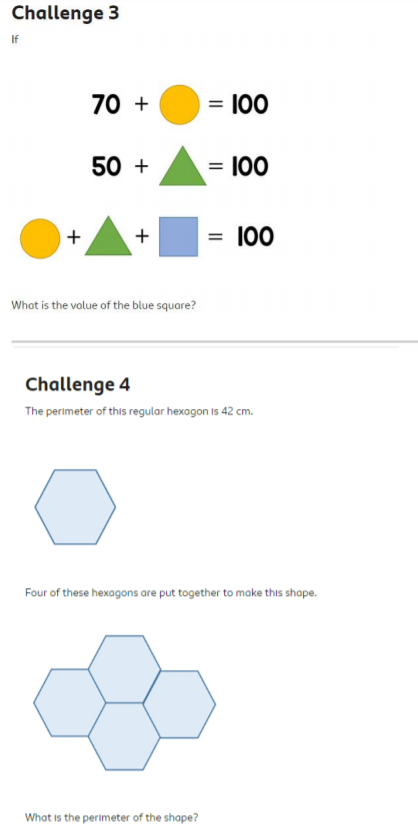 Challenge 3
If
70 + = 100
50 + = 100
+ + = 100
What is the value of the blue square?
Challenge 4
The perimeter of this regular hexagon is 42 cm.
Four of these hexagons are put together to make this shape.
What is the perimeter of the shape?